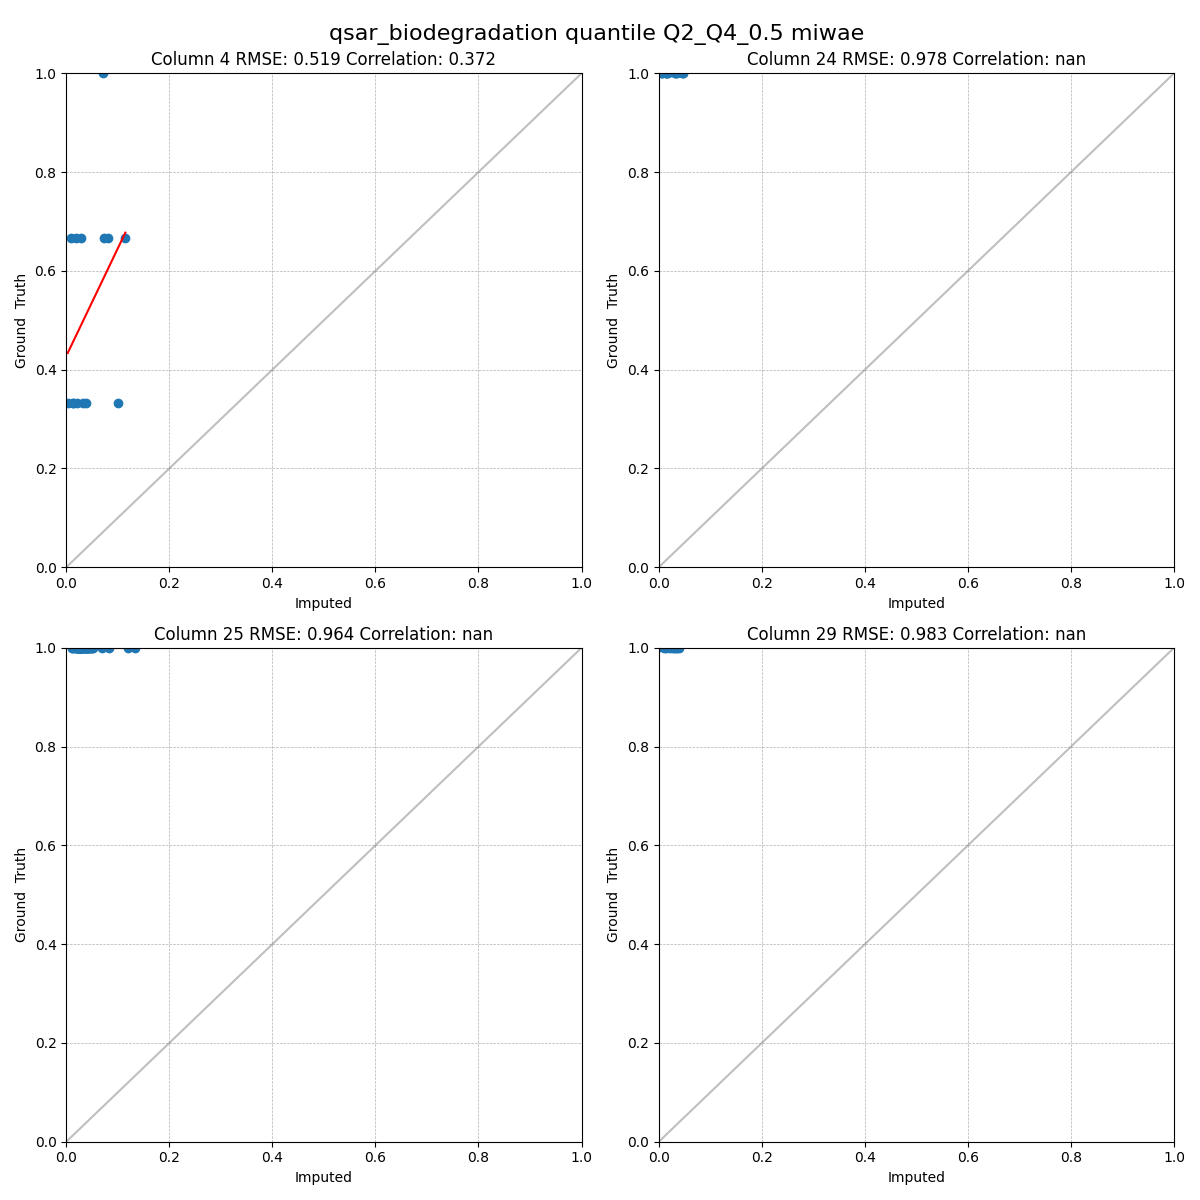 qsar_biodegradation quantile Q2_Q4_0.5 miwae
Column 4 RMSE: 0.519 Correlation: 0.372
1.0
0.8
0.6
0.4
0.2
0.0
Ground Truth
0.0 0.2 0.4 0.6 0.8 1.0
Imputed
Column 24 RMSE: 0.978 Correlation: nan
1.0
0.8
0.6
0.4
0.2
0.0
Ground Truth
0.0 0.2 0.4 0.6 0.8 1.0
Imputed
Column 25 RMSE: 0.964 Correlation: nan
1.0
0.8
0.6
0.4
0.2
0.0
Ground Truth
0.0 0.2 0.4 0.6 0.8 1.0
Imputed
Column 29 RMSE: 0.983 Correlation: nan
1.0
0.8
0.6
0.4
0.2
0.0
Ground Truth
0.0 0.2 0.4 0.6 0.8 1.0
Imputed